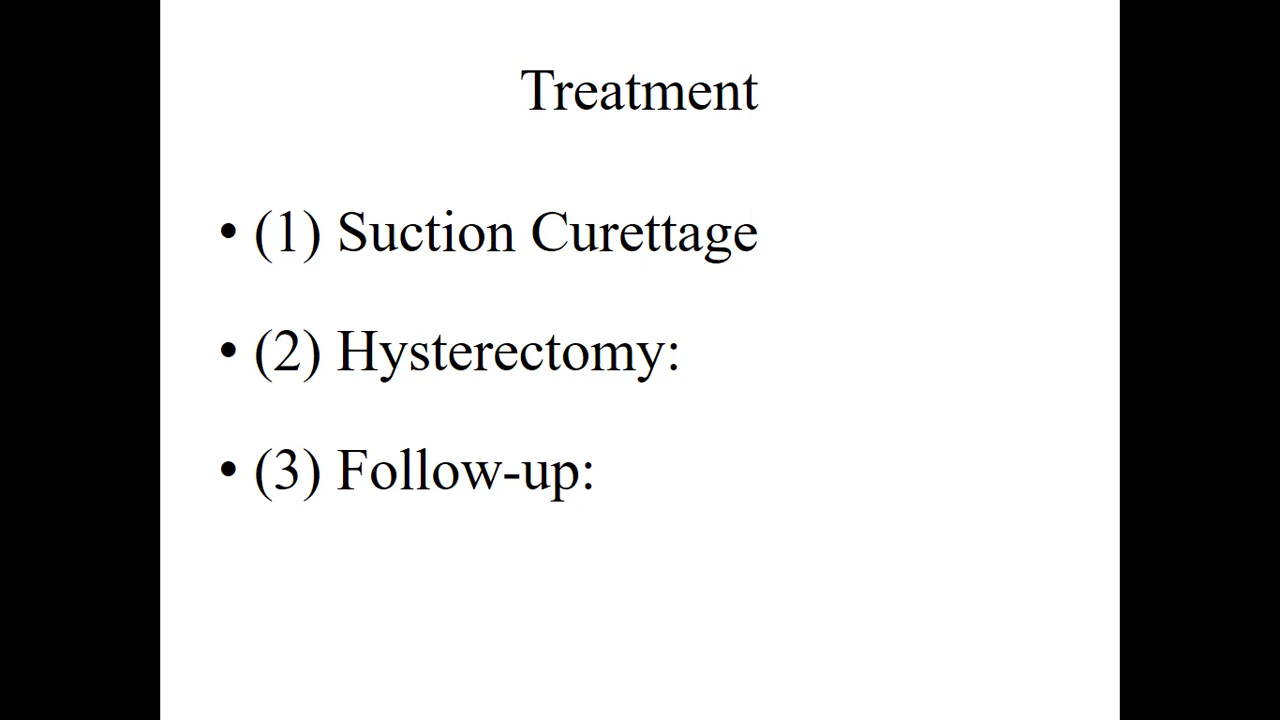 Treatment
• (1) Suction Curettage
• (2) Hysterectomy:
• (3) Follow-up: